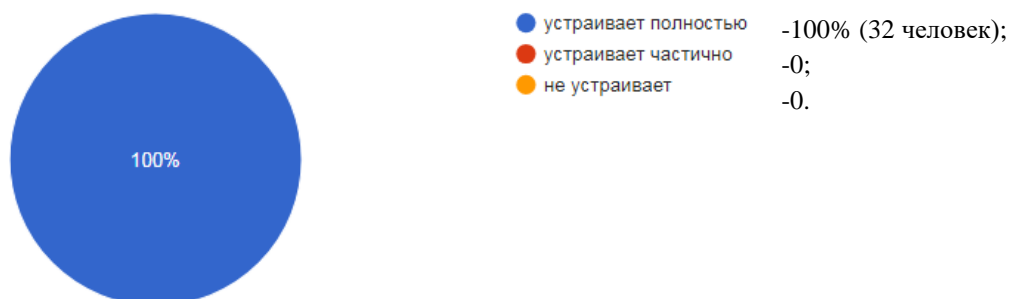 устраивает полностью -100% (32 человек);
устраивает частично -0;
не устраивает -0.
100%